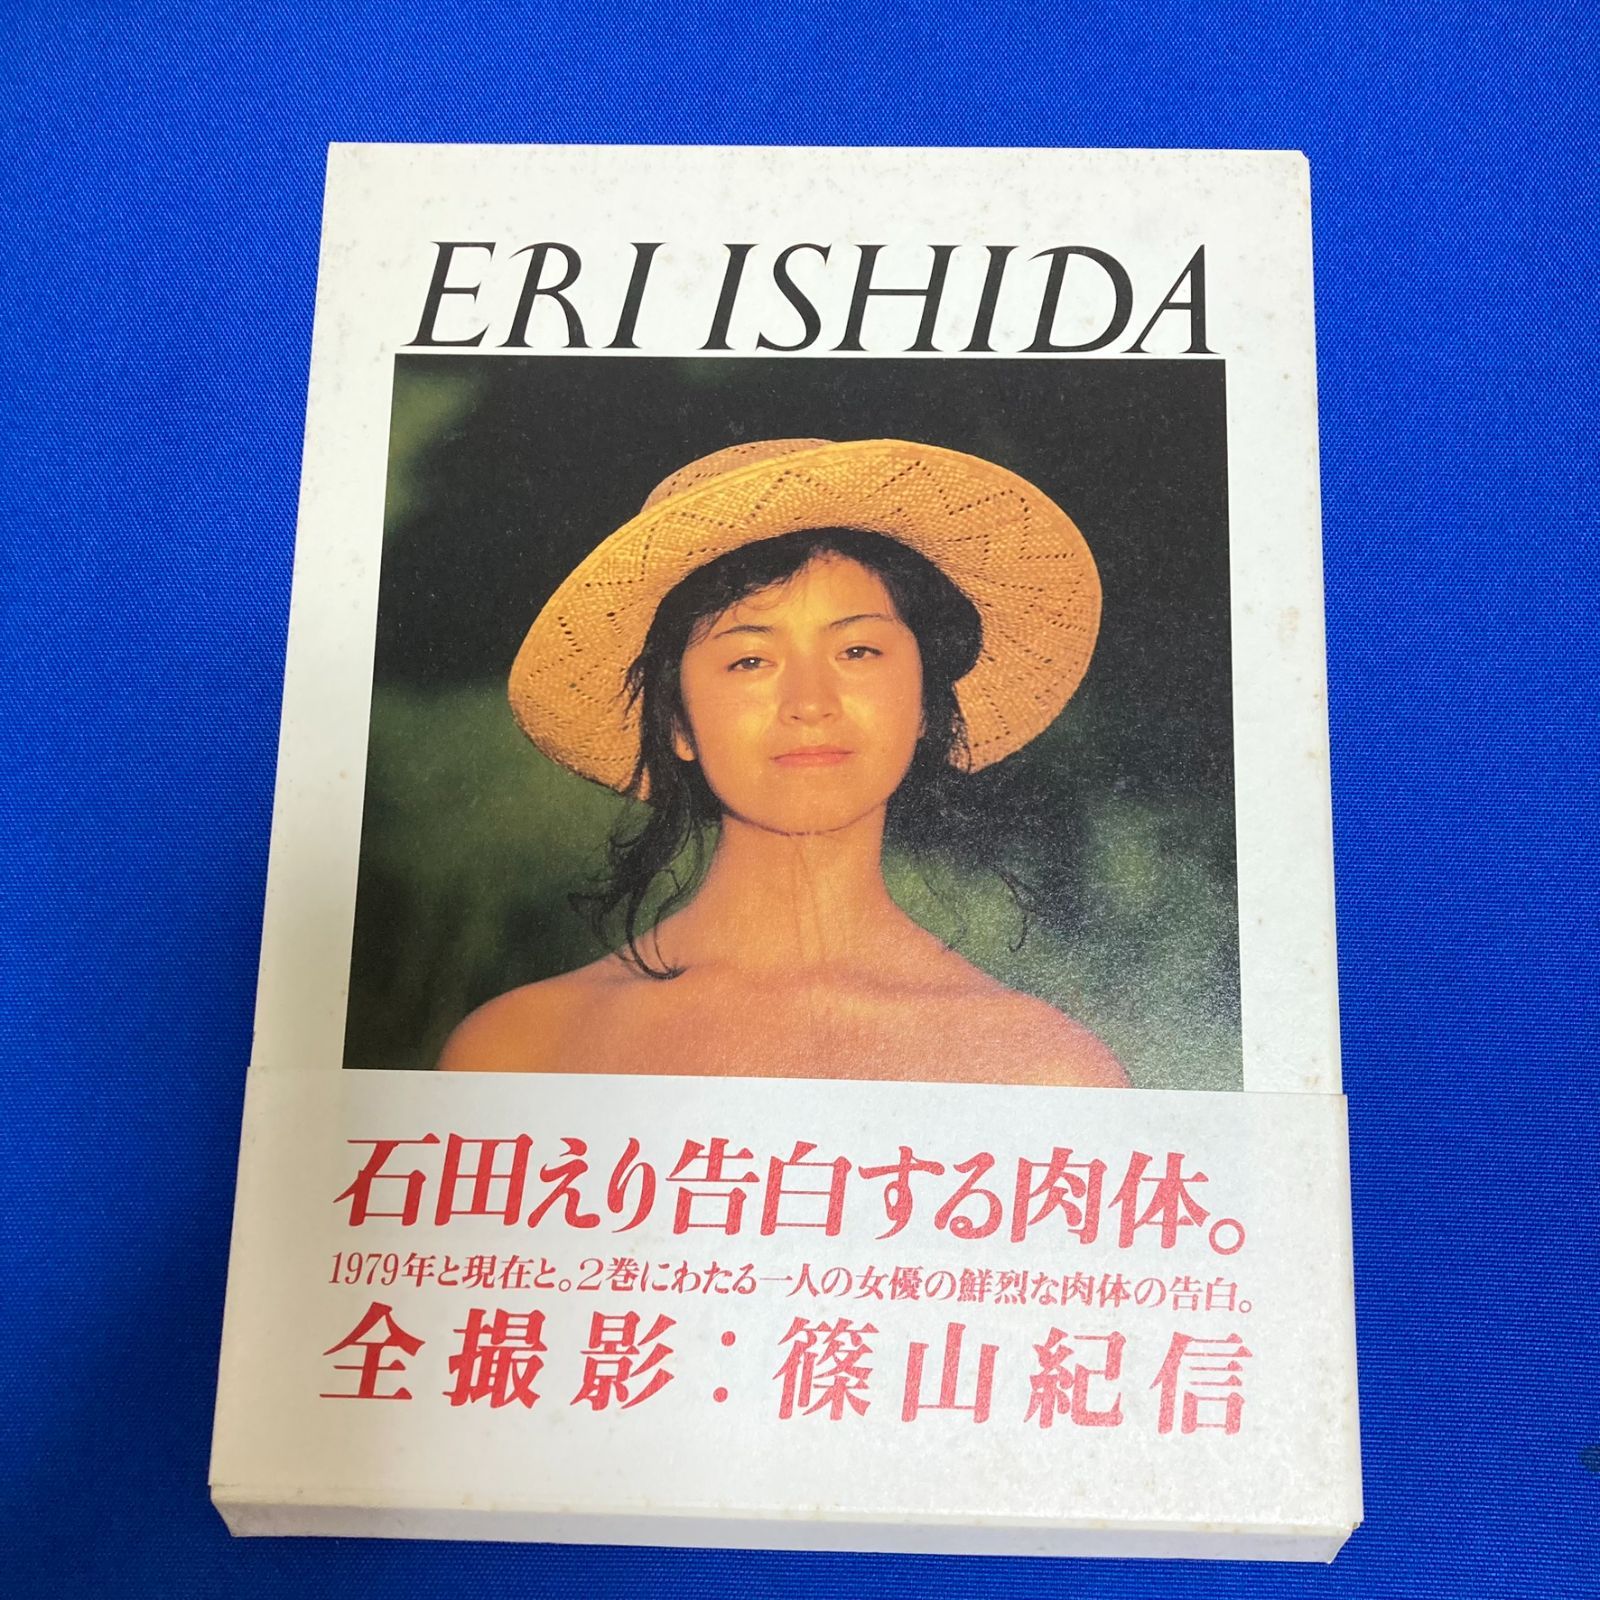 ERI ISHIDA
石田えり告白する肉体。
1979年と現在と。2巻にわたる一人の女優の鮮烈な肉体の告白。
全撮影：篠山紀信